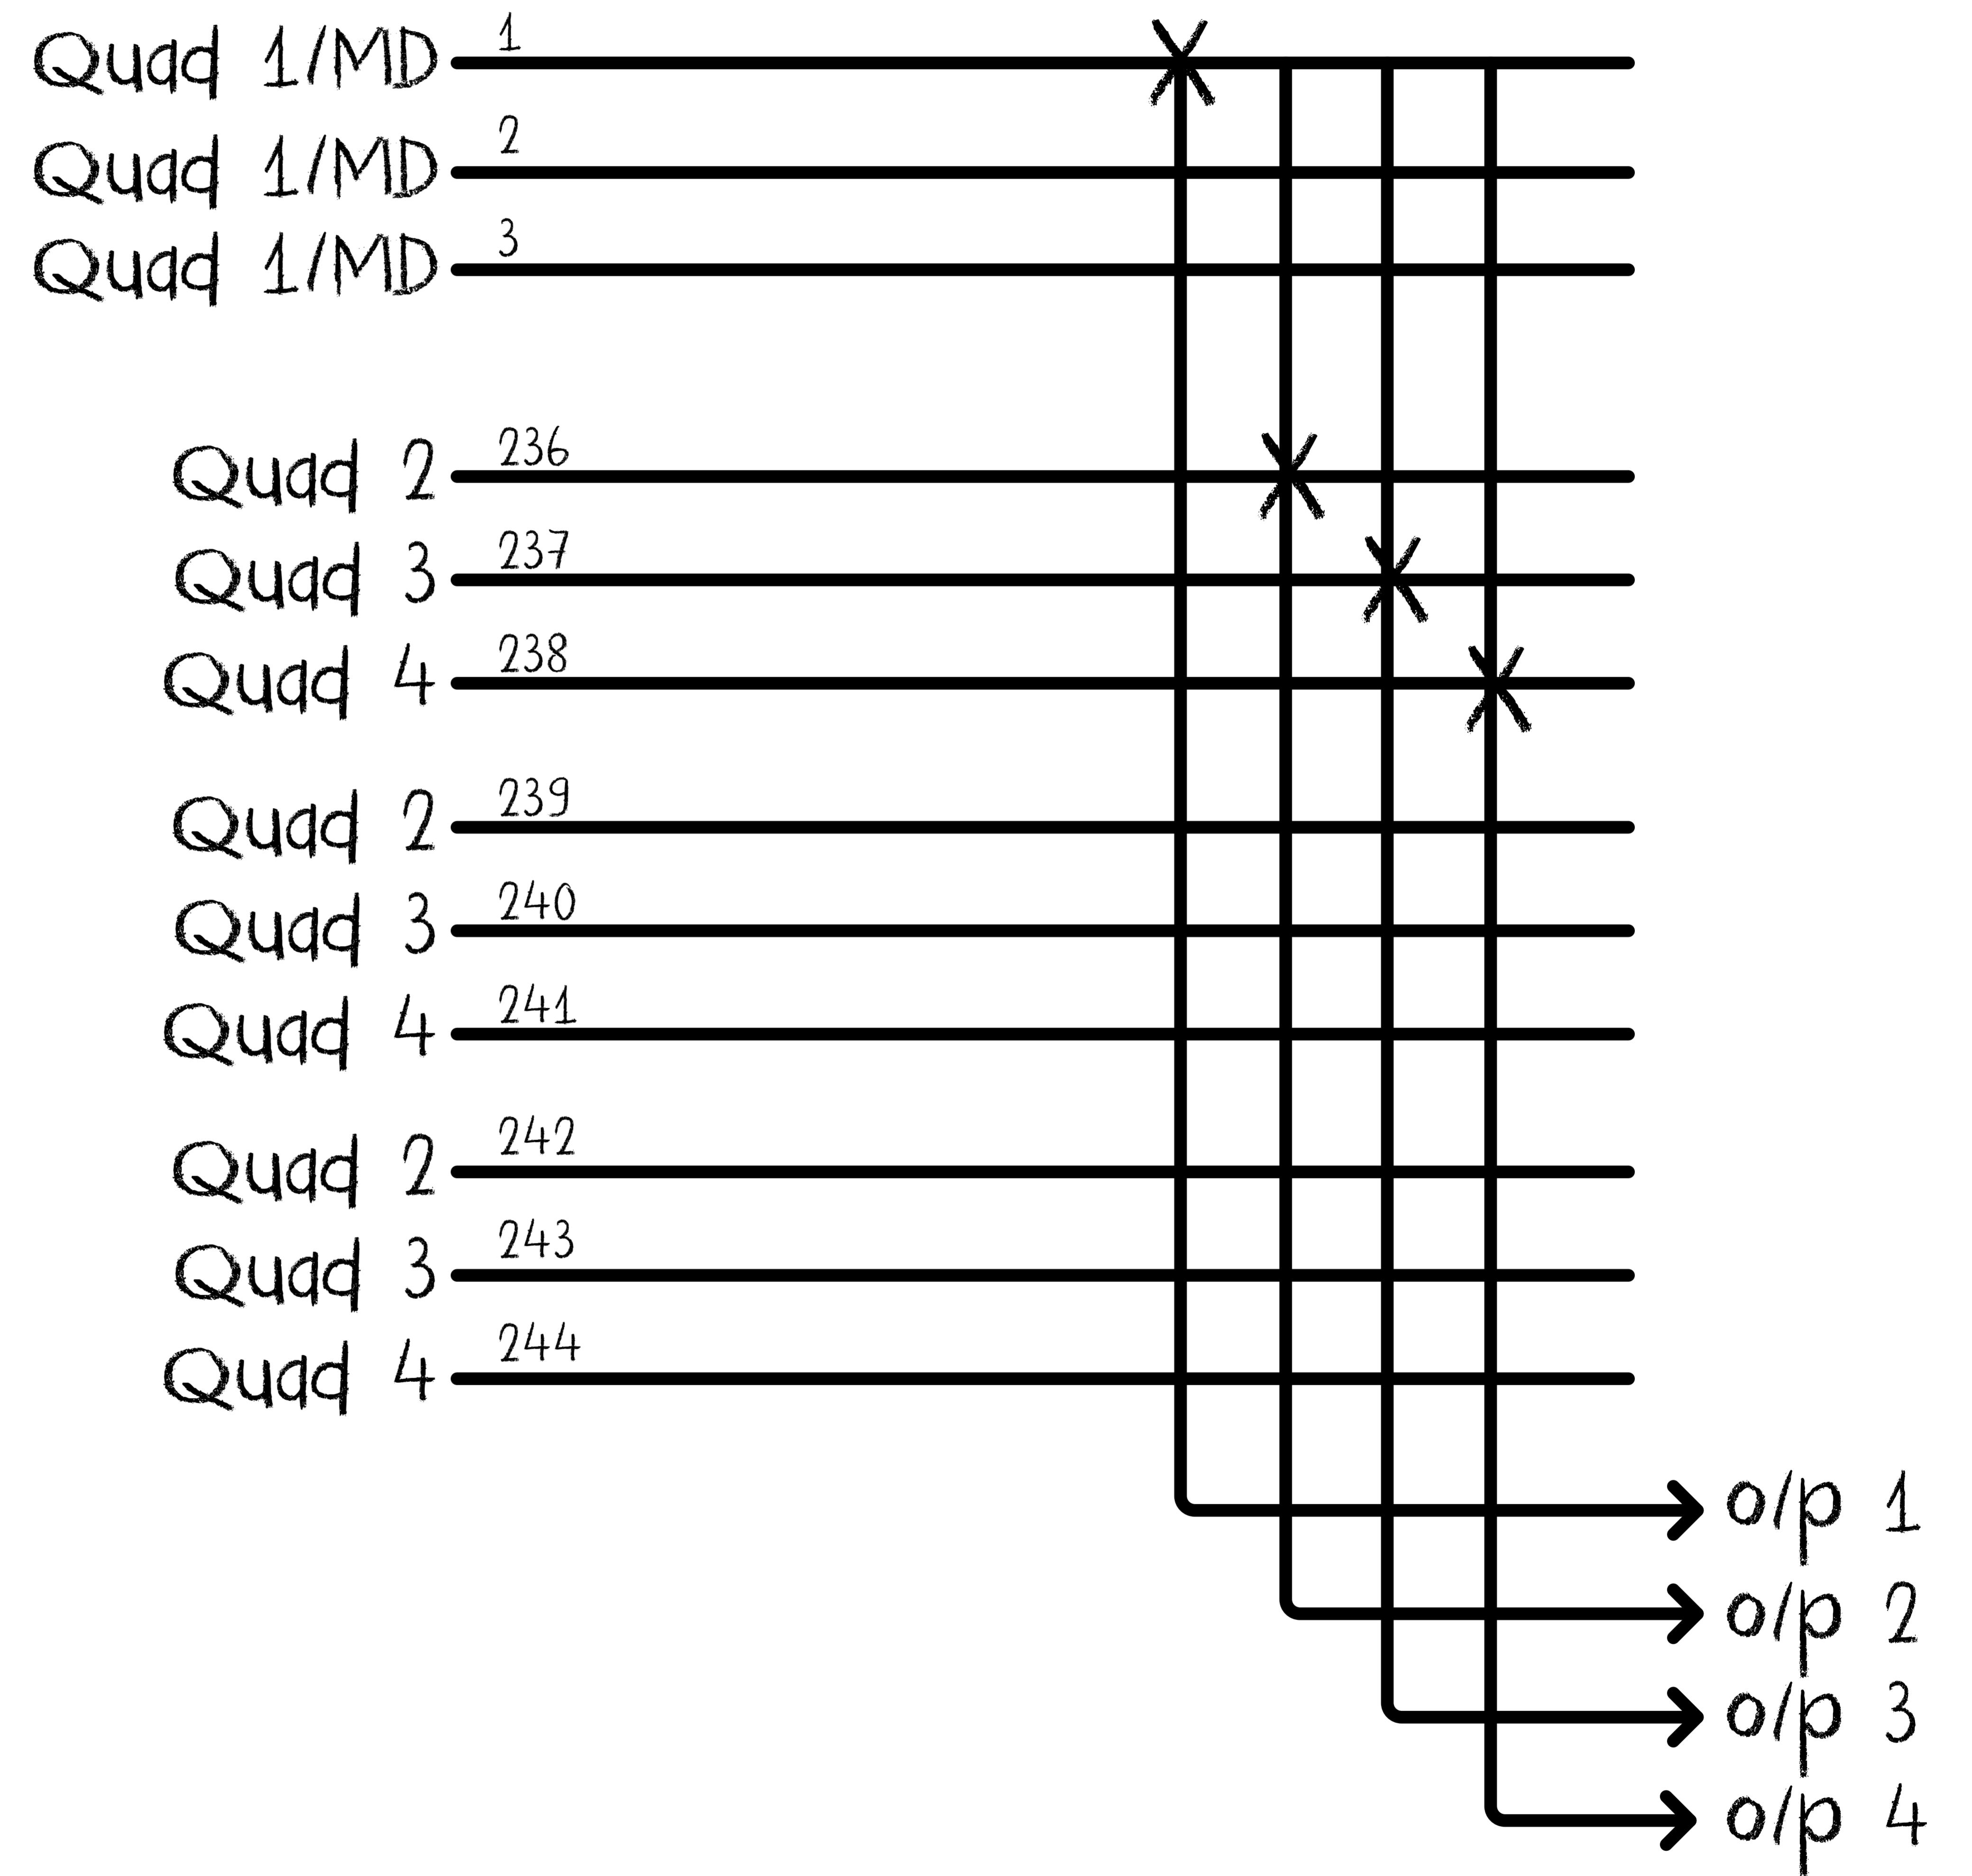 Quad 1/MD 1
Quad 1/MD 2
Quad 1/MD 3
Quad 2 236
Quad 3 237
Quad 4 238
Quad 2 239
Quad 3 240
Quad 4 241
Quad 2 242
Quad 3 243
Quad 4 244
o/p 1
o/p 2
o/p 3
o/p 4